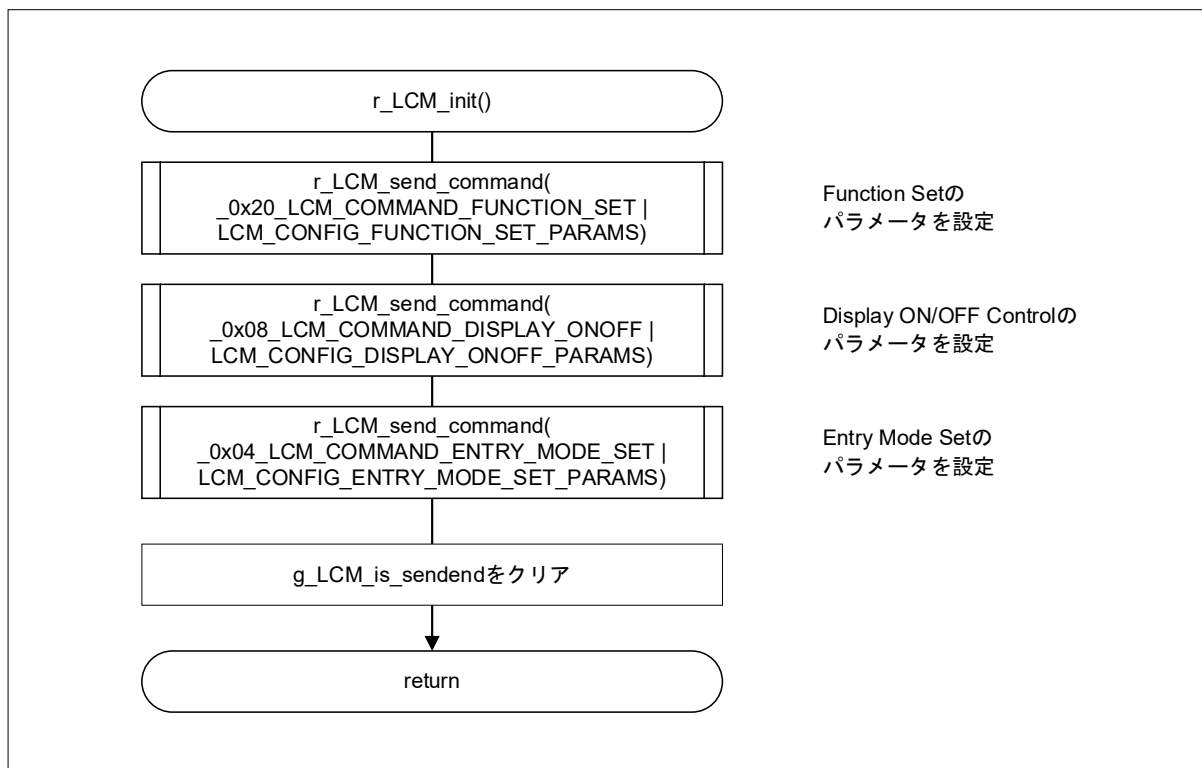 r_LCM_init()
r_LCM_send_command(
_0x20_LCM_COMMAND_FUNCTION_SET |
LCM_CONFIG_FUNCTION_SET_PARAMS)
Function Setの
パラメータを設定
r_LCM_send_command(
_0x08_LCM_COMMAND_DISPLAY_ONOFF |
LCM_CONFIG_DISPLAY_ONOFF_PARAMS)
Display ON/OFF Controlの
パラメータを設定
r_LCM_send_command(
_0x04_LCM_COMMAND_ENTRY_MODE_SET |
LCM_CONFIG_ENTRY_MODE_SET_PARAMS)
Entry Mode Setの
パラメータを設定
g_LCM_is_sendendをクリア
return